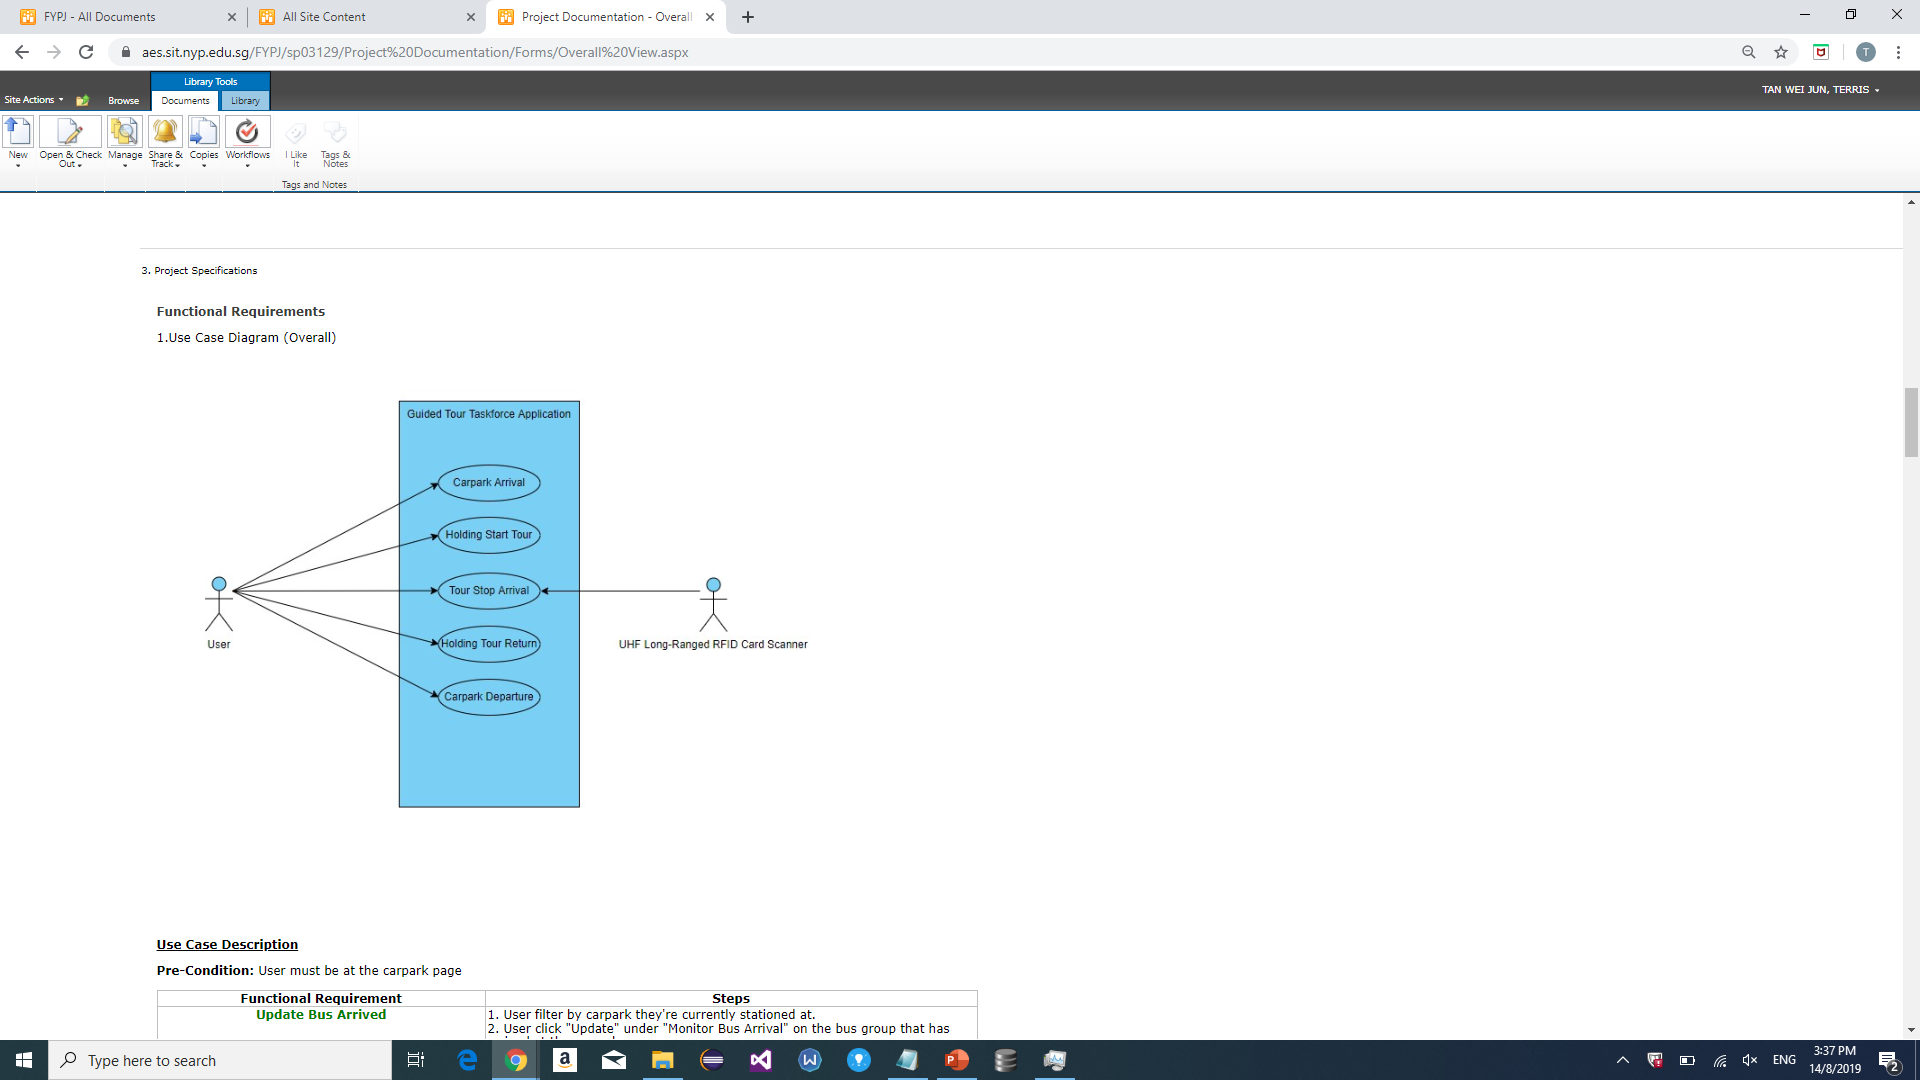 FYPJ - All Documents
All Site Content
Project Documentation - Overall
aes.sit.nyp.edu.sg/FYPJ/sp03129/Project%20Documentation/Forms/Overall%20View.aspx
T
Library Tools
Site Actions
Browse
Documents
Library
TAN WEI JUN, TERRIS
New
Open & Check Out
Manage
Share & Track
Copies
Workflows
I Like It
Tags & Notes
Tags and Notes
3. Project Specifications
Functional Requirements
1.Use Case Diagram (Overall)
Guided Tour Taskforce Application
Carpark Arrival
Holding Start Tour
Tour Stop Arrival
Holding Tour Return
Carpark Departure
User
UHF Long-Ranged RFID Card Scanner
Use Case Description
Pre-Condition: User must be at the carpark page
Functional Requirement
Steps
Update Bus Arrived
1. User filter by carpark they're currently stationed at.
2. User click "Update" under "Monitor Bus Arrival" on the bus group that has
Type here to search
ENG
3:37 PM
14/8/2019
2